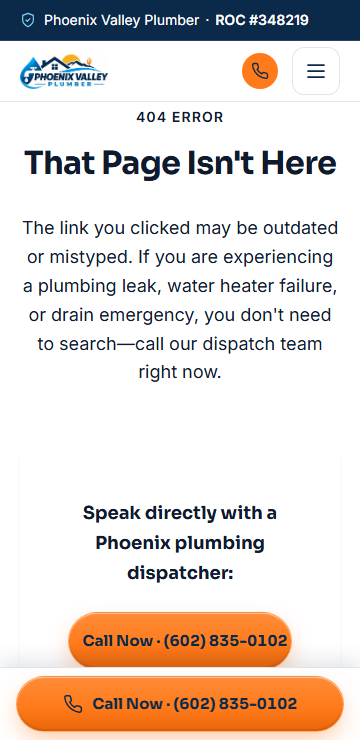 Phoenix Valley Plumber · ROC #348219
PHOENIX VALLEY
PLUMBER
404 ERROR
That Page Isn't Here
The link you clicked may be outdated
or mistyped. If you are experiencing
a plumbing leak, water heater failure,
or drain emergency, you don't need
to search—call our dispatch team
right now.
Speak directly with a
Phoenix plumbing
dispatcher:
Call Now · (602) 835-0102
Call Now · (602) 835-0102